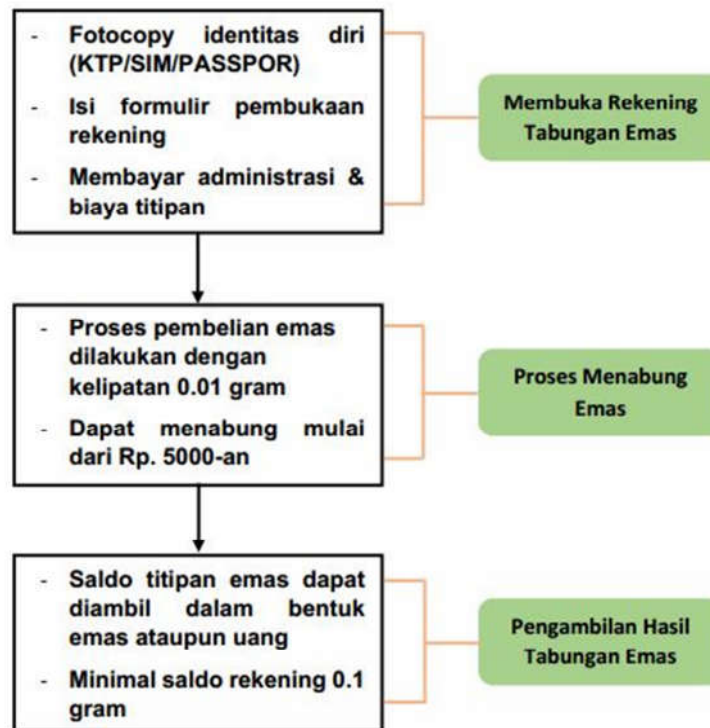 - Fotocopy identitas diri
(KTP/SIM/PASSPOR)
- Isi formulir pembukaan
rekening
- Membayar administrasi &
biaya titipan
Membuka Rekening
Tabungan Emas
- Proses pembelian emas
dilakukan dengan
kelipatan 0.01 gram
- Dapat menabung mulai
dari Rp. 5000-an
Proses Menabung
Emas
- Saldo titipan emas dapat
diambil dalam bentuk
emas ataupun uang
- Minimal saldo rekening 0.1
gram
Pengambilan Hasil
Tabungan Emas